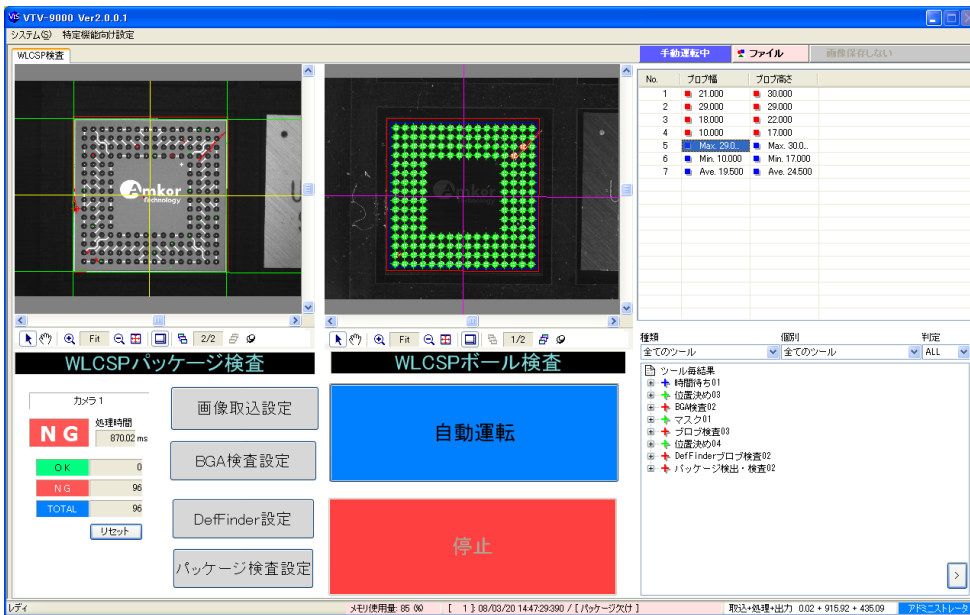 VTV-9000 Ver2.0.0.1
システム(S) 特定機能向け設定
WLCSP検査
手動運転中 ファイル 画像保存しない
No. ブロブ幅 ブロブ高さ
1 21.000 30.000
2 29.000 29.000
3 18.000 22.000
4 10.000 17.000
5 Max. 29.0... Max. 30.0...
6 Min. 10.000 Min. 17.000
7 Ave. 19.500 Ave. 24.500
Amkor
Technology
Fit 2/2
Fit 1/2
WLCSPパッケージ検査
WLCSPボール検査
カメラ1
NG
処理時間
870.02 ms
OK 0
NG 96
TOTAL 96
リセット
画像取込設定
BGA検査設定
DefFinder設定
パッケージ検査設定
自動運転
停止
種類 個別 判定
全てのツール 全てのツール ALL
ツール毎結果
時間待ち01
位置決め03
BGA検査02
マスク01
ブロブ検査03
位置決め04
DefFinderブロブ検査02
パッケージ検出・検査02
>
レディ
メモリ使用量: 85 (%)
[ 1 ]: 08/03/20 14:47:29:390 / [ パッケージ欠け ]
取込+処理+出力 0.02 + 915.92 + 435.09
アドミニストレータ